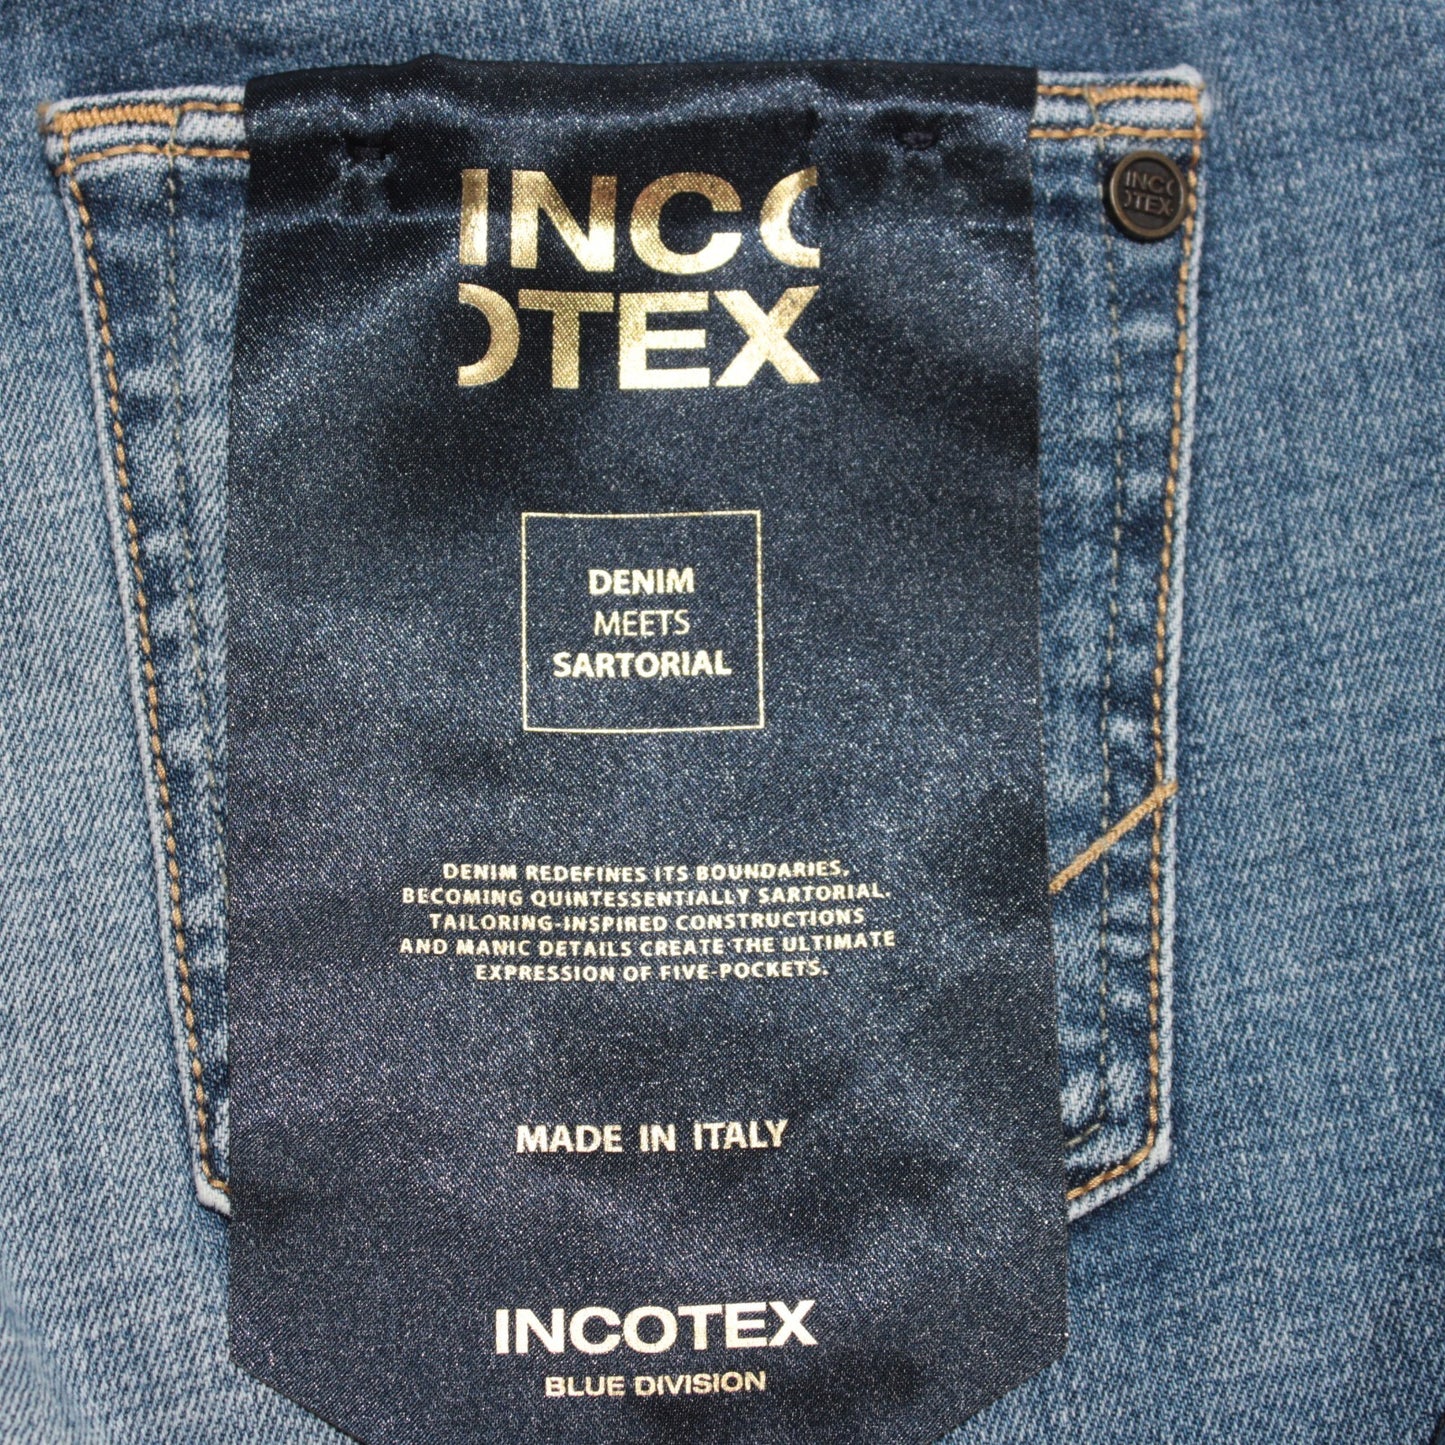 INCO
OTEX
INCO
OTEX
DENIM
MEETS
SARTORIAL
DENIM REDEFINES ITS BOUNDARIES,
BECOMING QUINTESSENTIALLY SARTORIAL.
TAILORING-INSPIRED CONSTRUCTIONS
AND MANIC DETAILS CREATE THE ULTIMATE
EXPRESSION OF FIVE-POCKETS.
MADE IN ITALY
INCOTEX
BLUE DIVISION